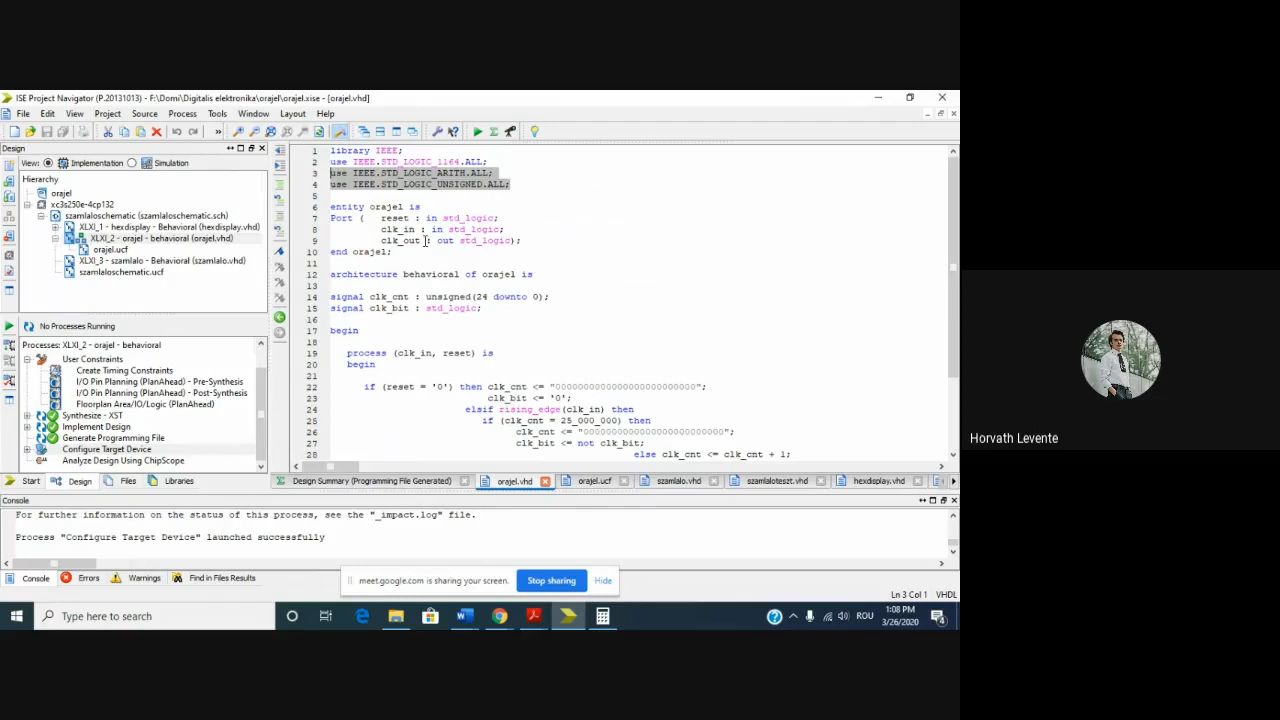 ISE Project Navigator (P.20131013) - F:\Domi\Digitalis elektronika\orajel\orajel.xise - [orajel.vhd]
File Edit View Project Source Process Tools Window Layout Help
Design
View: Implementation Simulation
Hierarchy
orajel
xc3s250e-4cp132
szamlaloschematic (szamlaloschematic.sch)
XLXI_1 - hexdisplay - Behavioral (hexdisplay.vhd)
XLXI_2 - orajel - behavioral (orajel.vhd)
orajel.ucf
XLXI_3 - szamlalo - Behavioral (szamlalo.vhd)
szamlaloschematic.ucf
No Processes Running
Processes: XLXI_2 - orajel - behavioral
User Constraints
Create Timing Constraints
I/O Pin Planning (PlanAhead) - Pre-Synthesis
I/O Pin Planning (PlanAhead) - Post-Synthesis
Floorplan Area/IO/Logic (PlanAhead)
Synthesize - XST
Implement Design
Generate Programming File
Configure Target Device
Analyze Design Using ChipScope
Start Design Files Libraries
1 library IEEE;
2 use IEEE.STD_LOGIC_1164.ALL;
3 use IEEE.STD_LOGIC_ARITH.ALL;
4 use IEEE.STD_LOGIC_UNSIGNED.ALL;
5
6 entity orajel is
7 Port ( reset : in std_logic;
8 clk_in : in std_logic;
9 clk_out : out std_logic);
10 end orajel;
11
12 architecture behavioral of orajel is
13
14 signal clk_cnt : unsigned(24 downto 0);
15 signal clk_bit : std_logic;
16
17 begin
18
19 process (clk_in, reset) is
20 begin
21
22 if (reset = '0') then clk_cnt <= "0000000000000000000000000";
23 clk_bit <= '0';
24 elsif rising_edge(clk_in) then
25 if (clk_cnt = 25_000_000) then
26 clk_cnt <= "0000000000000000000000000";
27 clk_bit <= not clk_bit;
28 else clk_cnt <= clk_cnt + 1;
Design Summary (Programming File Generated) orajel.vhd orajel.ucf szamlalo.vhd szamlaloteszt.vhd hexdisplay.vhd
Console
For further information on the status of this process, see the "_impact.log" file.
Process "Configure Target Device" launched successfully
Console Errors Warnings Find in Files Results
meet.google.com is sharing your screen. Stop sharing Hide
Ln 3 Col 1 VHDL
Type here to search
ROU
1:08 PM
3/26/2020
4
Horvath Levente